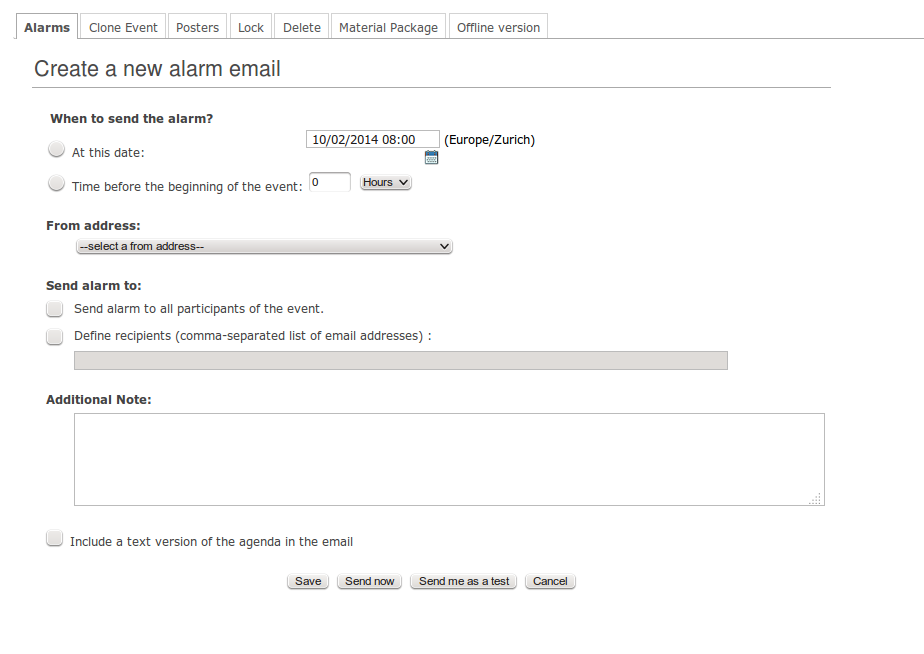 Alarms Clone Event Posters Lock Delete Material Package Offline version
Create a new alarm email
When to send the alarm?
At this date: 10/02/2014 08:00 (Europe/Zurich)
Time before the beginning of the event: 0 Hours
From address:
--select a from address--
Send alarm to:
Send alarm to all participants of the event.
Define recipients (comma-separated list of email addresses) :
Additional Note:
Include a text version of the agenda in the email
Save Send now Send me as a test Cancel